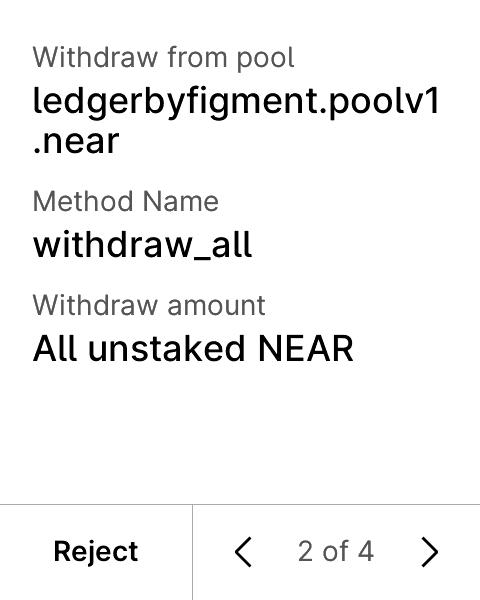 Withdraw from pool
ledgerbyfigment.poolv1
.near
Method Name
withdraw_all
Withdraw amount
All unstaked NEAR
Reject
2 of 4